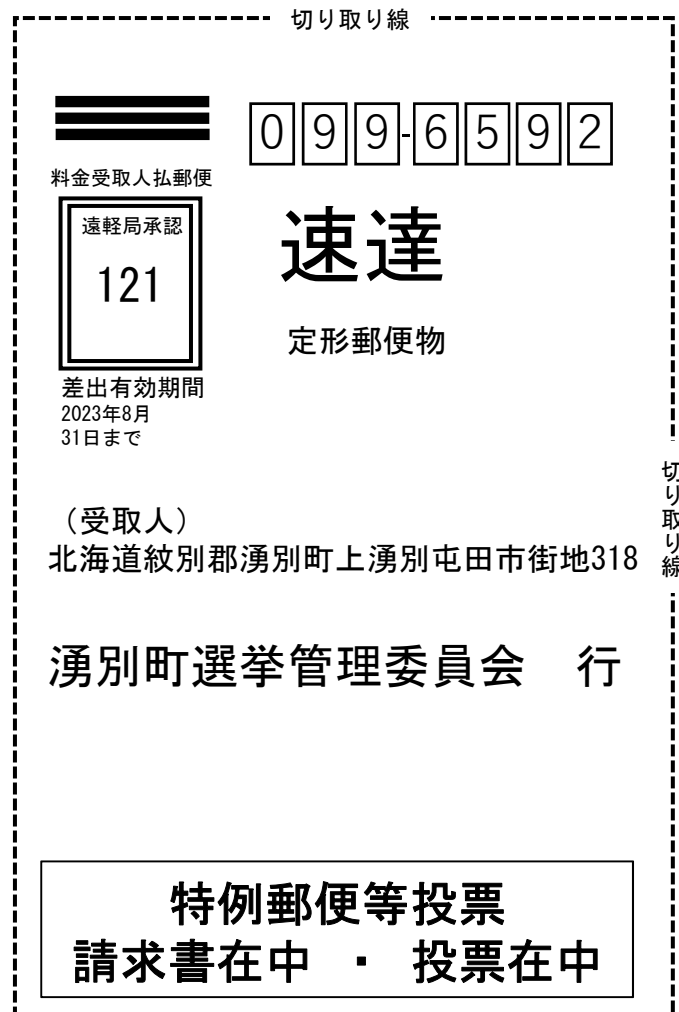 切り取り線
099-6592
料金受取人払郵便
遠軽局承認
121
速達
定形郵便物
差出有効期間
2023年8月
31日まで
切り取り線
（受取人）
北海道紋別郡湧別町上湧別屯田市街地318
湧別町選挙管理委員会　行
特例郵便等投票
請求書在中　・　投票在中